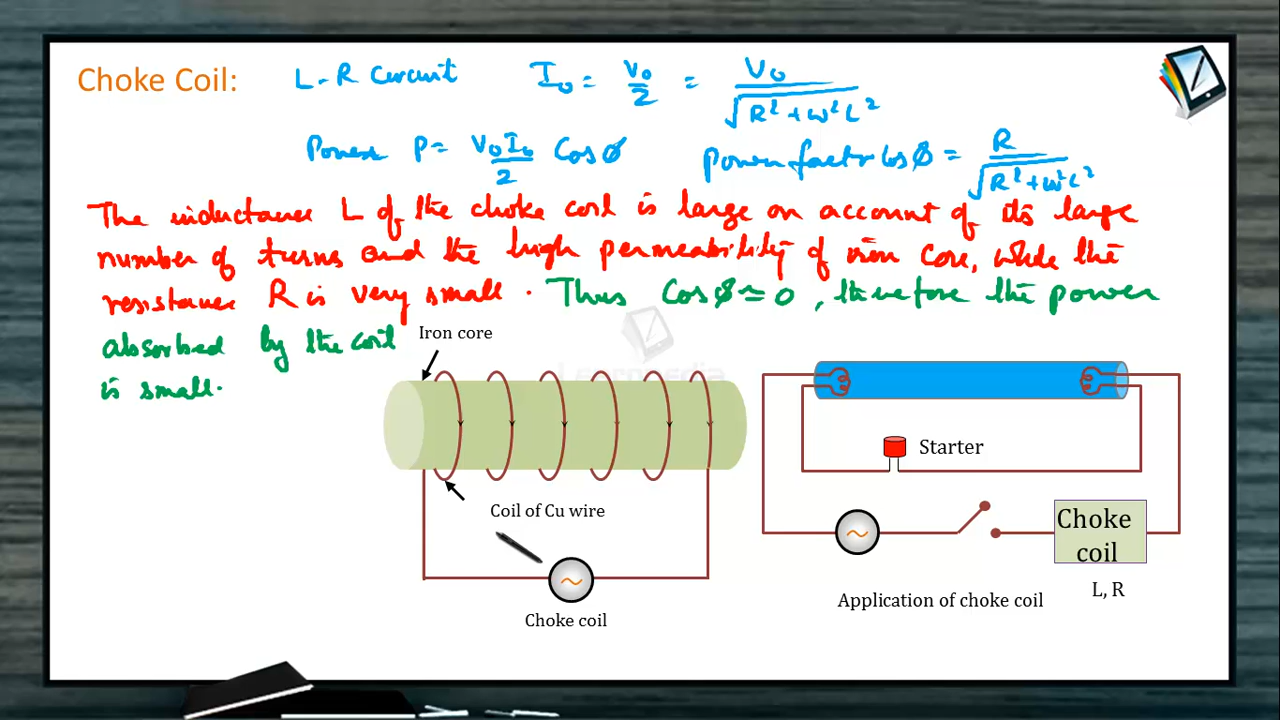 Choke Coil: L-R Circuit I₀ = V₀/2 = V₀/√(R²+ω²L²)
Power P = V₀I₀/2 Cosφ Power factor cosφ = R/√(R²+ω²L²)
The inductance L of the choke coil is large on account of its large
number of turns and the high permeability of iron core, while the
resistance R is very small. Thus Cosφ ≃ 0, therefore the power
absorbed by the coil
is small.
Iron core
Learnpedia
Coil of Cu wire
Choke coil
Starter
Choke
coil
L, R
Application of choke coil